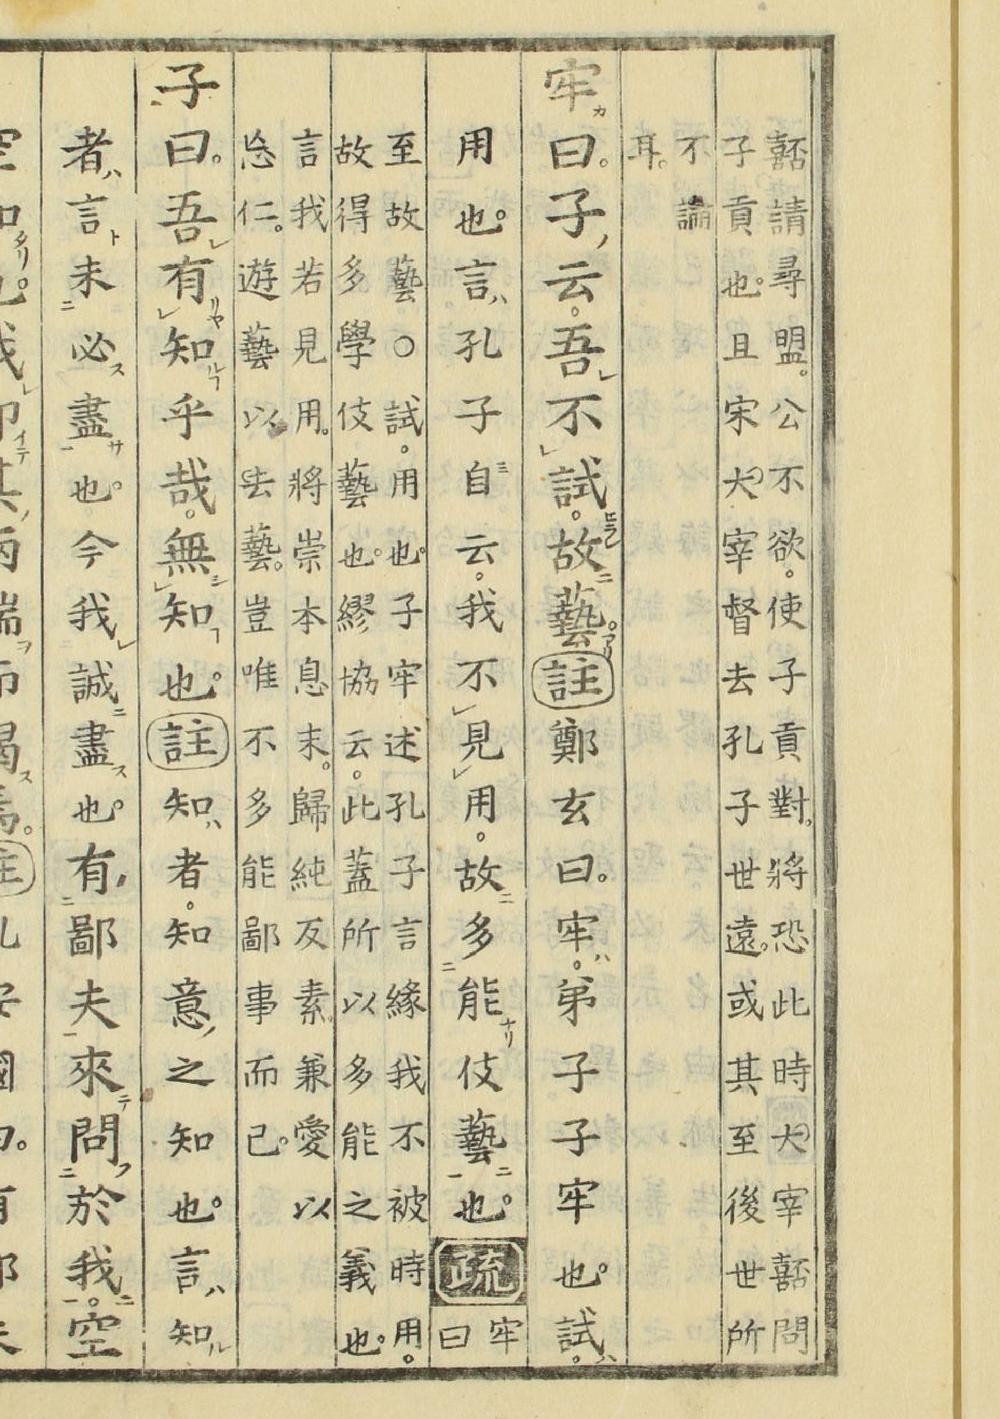 嚭請尋盟。公不欲。使子貢對。將恐此時大宰嚭問
子貢也。且宋大宰督去孔子世遠。或其至後世所
不論
耳。
牢曰。子云。吾不試。故藝註鄭玄曰。牢。弟子子牢也。試。
用也。言孔子自云。我不見用。故多能伎藝也。疏牢曰
至故藝○試。用也。子牢述孔子言緣我不被時用。
故得多學伎藝也。繆協云。此蓋所以多能之義也。
言我若見用。將崇本息末。歸純反素。兼愛以
忘仁。遊藝以去藝。豈唯不多能鄙事而已。
子曰。吾有知乎哉。無知也。註知者。知意之知也。言知
者言未必盡也。今我誠盡也。有鄙夫來問於我。空